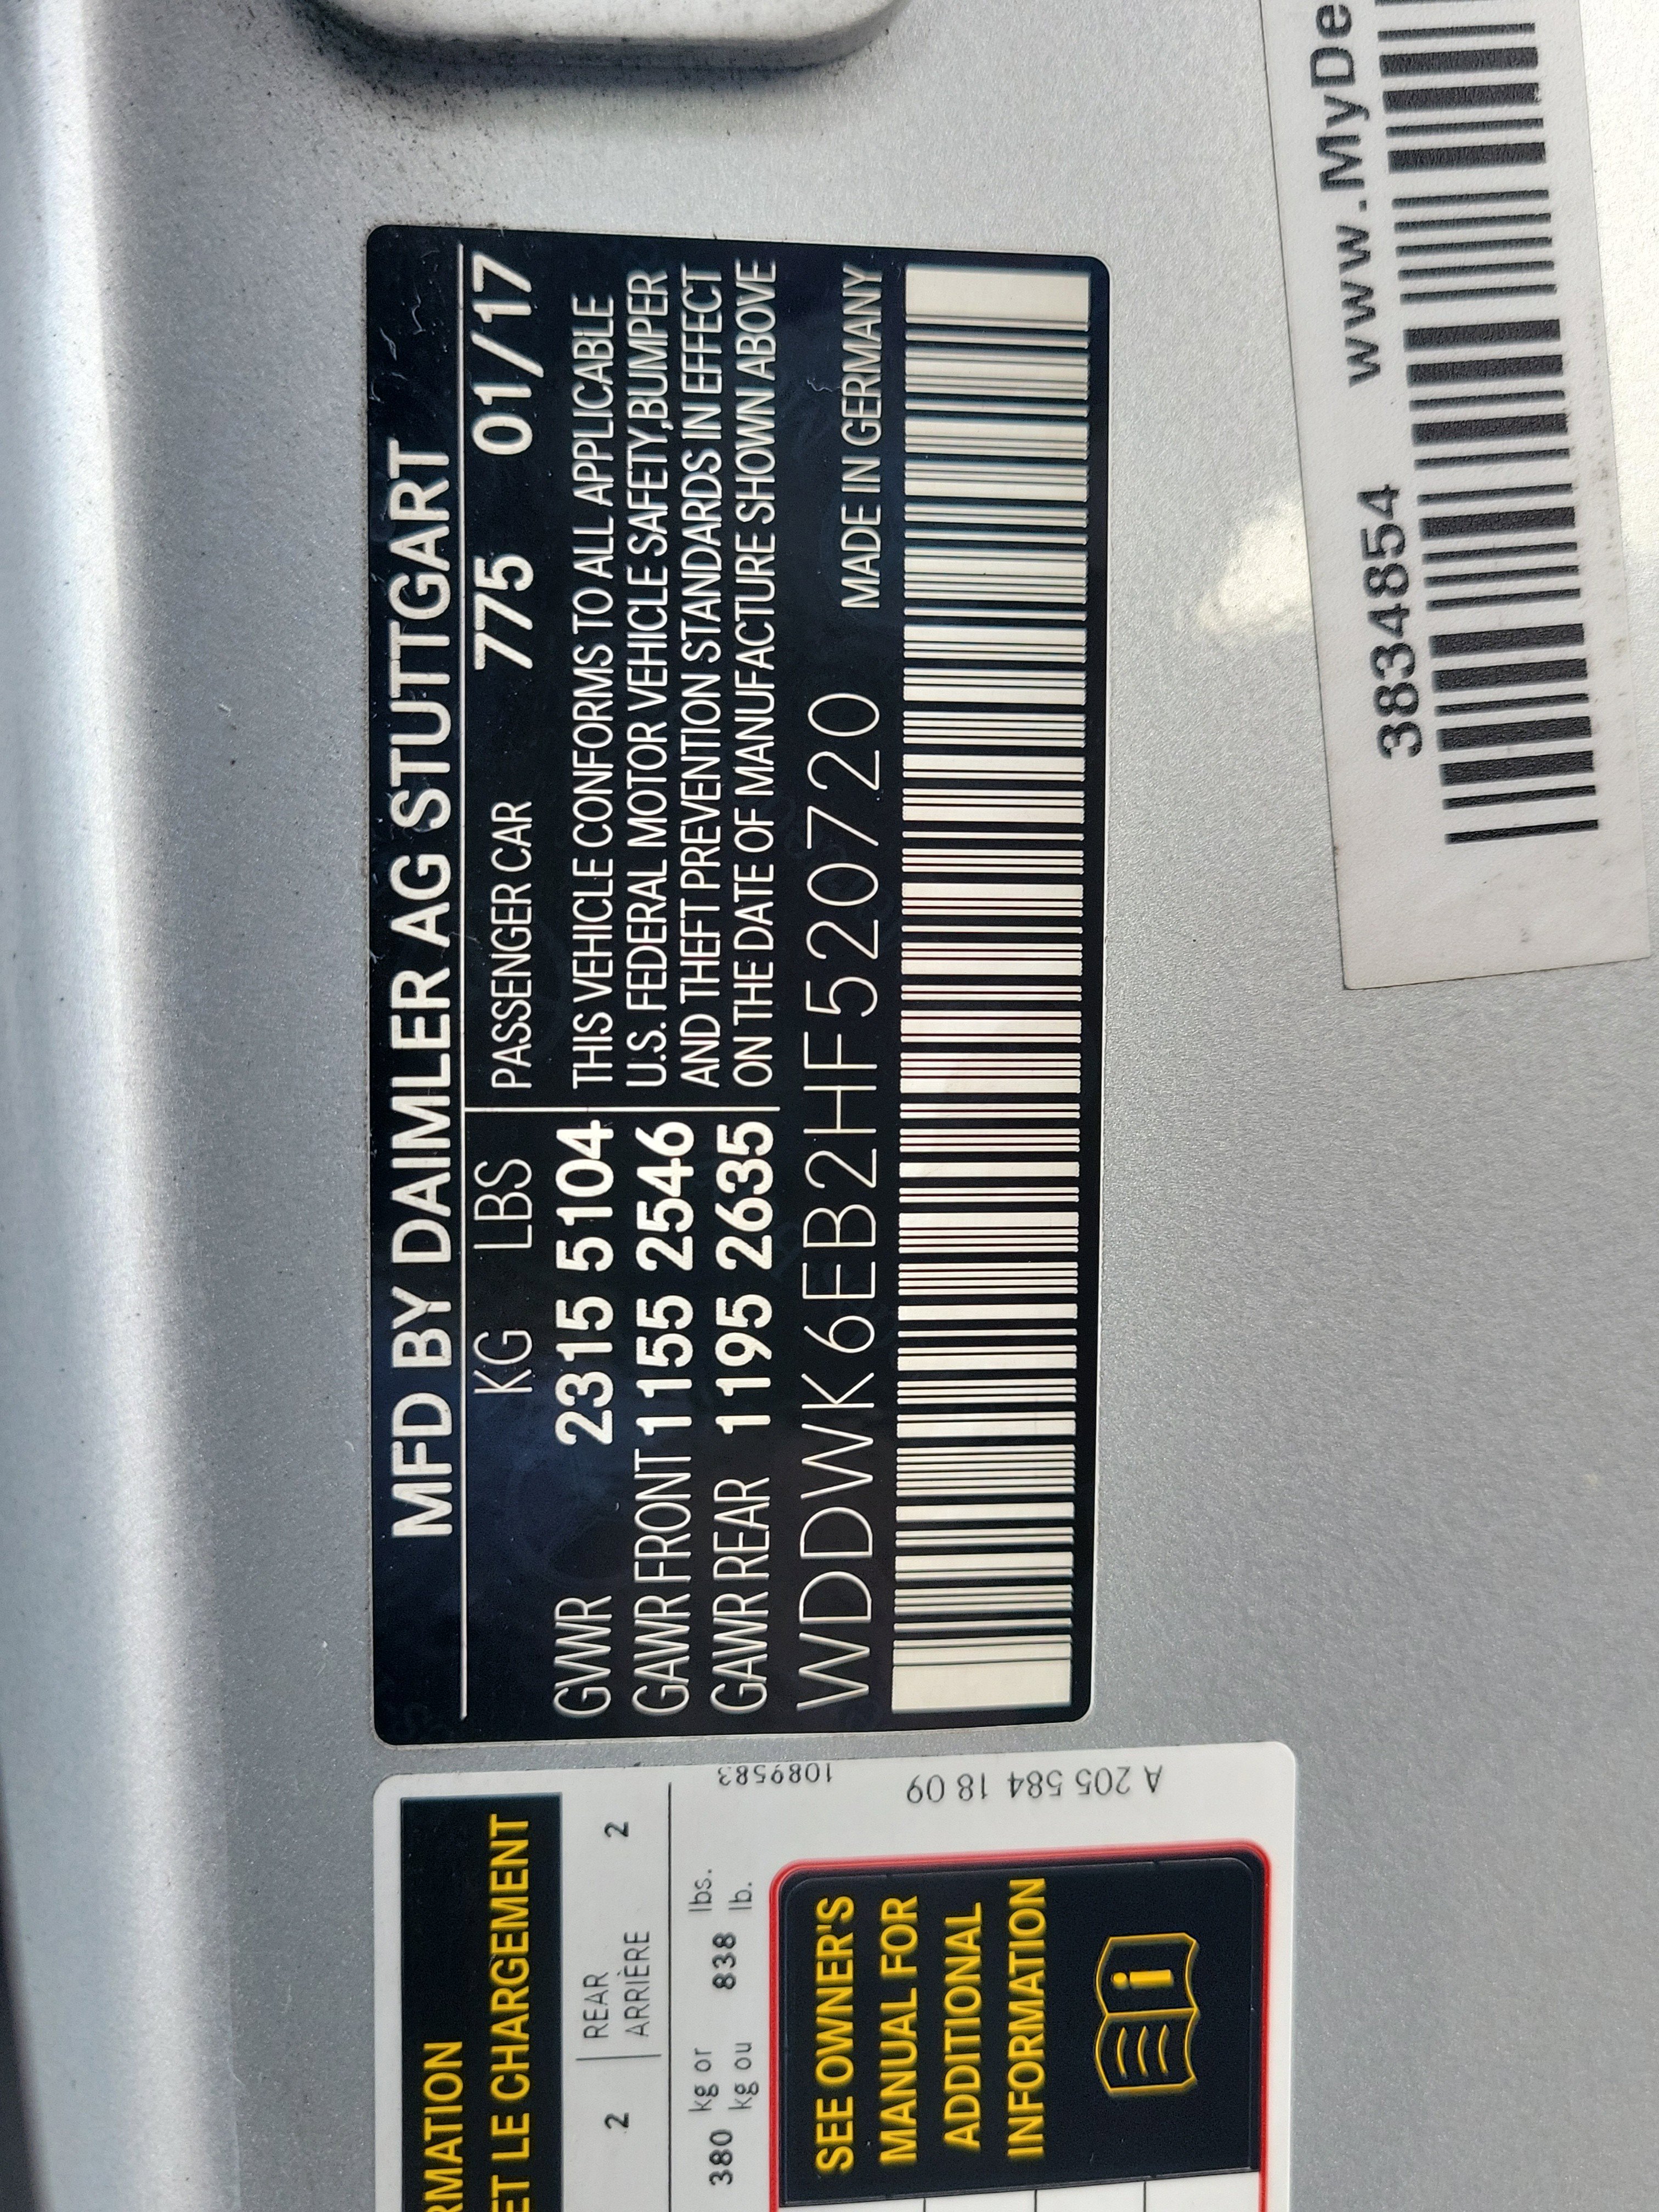 MFD BY DAIMLER AG STUTTGART
KG LBS PASSENGER CAR 775 01/17
GVWR 2315 5104 THIS VEHICLE CONFORMS TO ALL APPLICABLE
GAWR FRONT 1155 2546 U.S. FEDERAL MOTOR VEHICLE SAFETY,BUMPER
GAWR REAR 1195 2635 AND THEFT PREVENTION STANDARDS IN EFFECT
ON THE DATE OF MANUFACTURE SHOWN ABOVE
WDDWK6EB2HF520720 MADE IN GERMANY
3834854 www.MyDe
RMATION
ET LE CHARGEMENT
2 REAR 2
ARRIÈRE
380 kg or 838 lbs.
kg ou lb.
SEE OWNER'S
MANUAL FOR
ADDITIONAL
INFORMATION
1089583
A 205 584 18 09